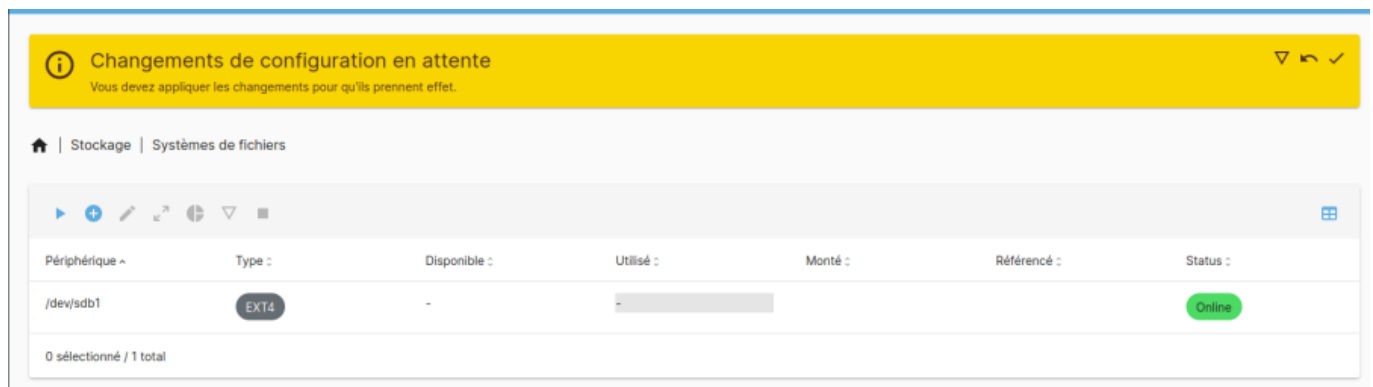 Changements de configuration en attente
Vous devez appliquer les changements pour qu'ils prennent effet.
| Stockage | Systèmes de fichiers
Périphérique Type Disponible Utilisé Monté Référencé Status
/dev/sdb1 EXT4 - - Online
0 sélectionné / 1 total